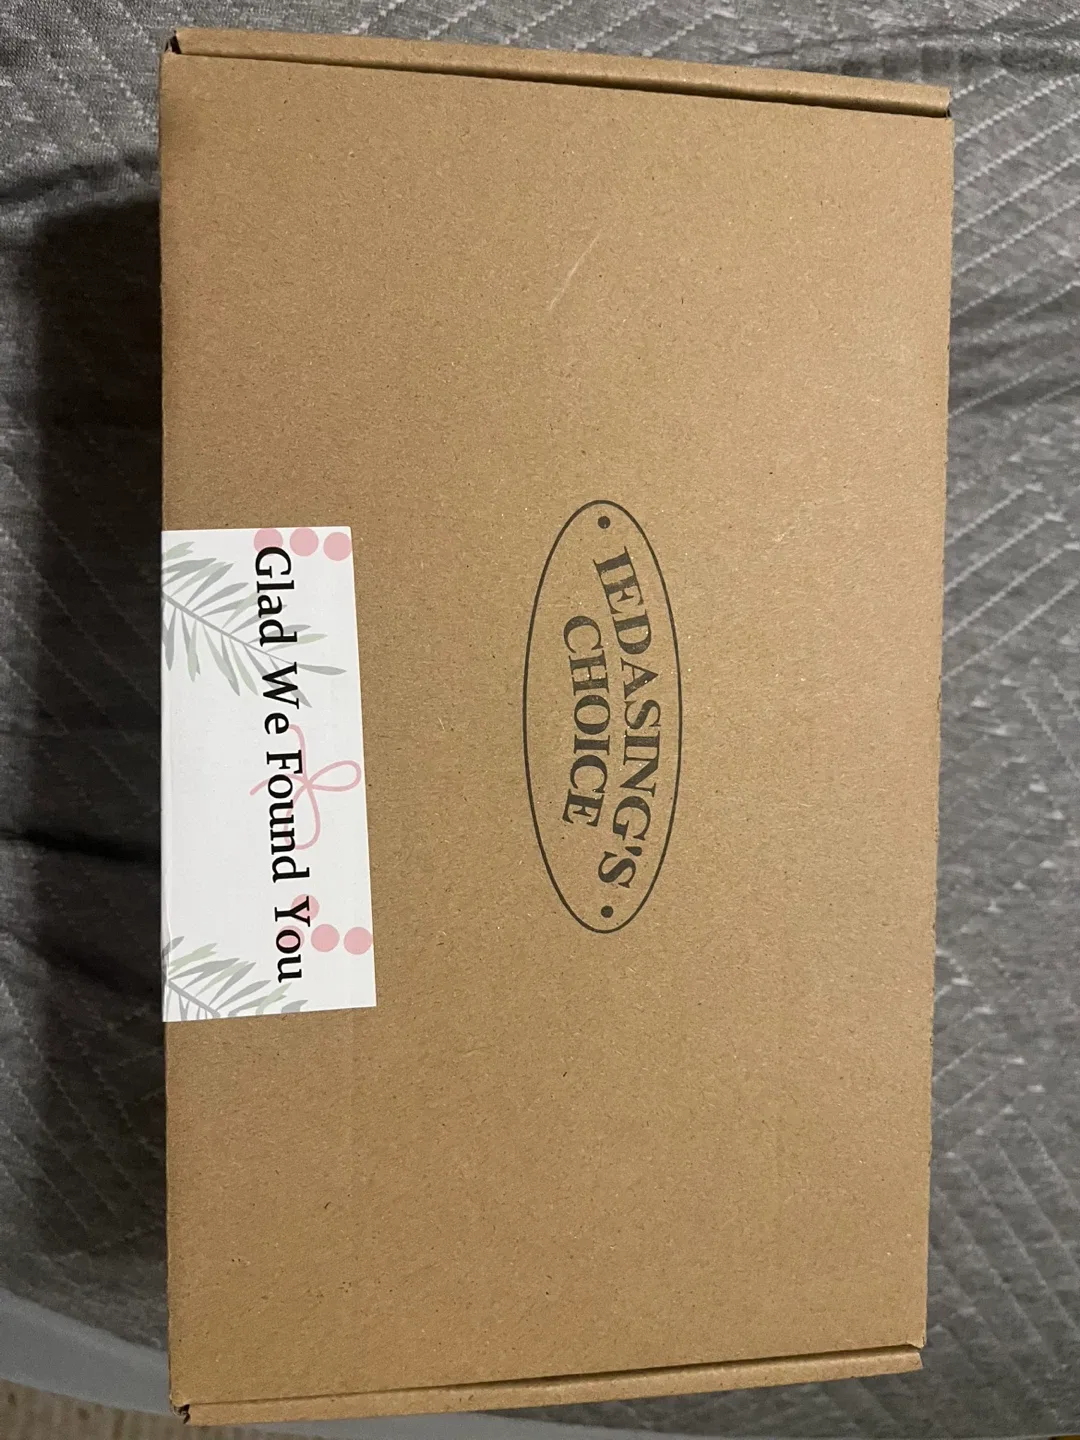 • IEDASING'S •
CHOICE
Glad We Found You